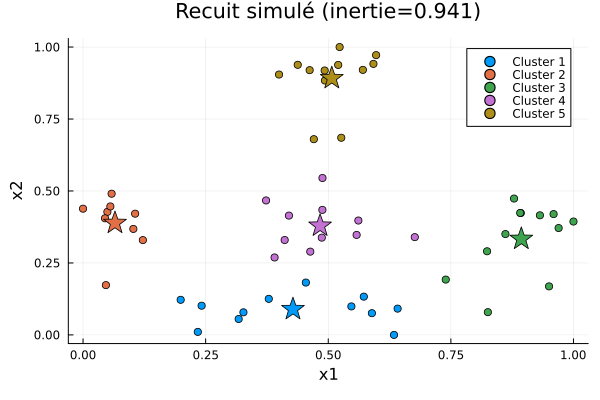 Recuit simulé (inertie=0.941)
1.00
0.75
0.50
0.25
0.00
x2
Cluster 1
Cluster 2
Cluster 3
Cluster 4
Cluster 5
0.00 0.25 0.50 0.75 1.00
x1